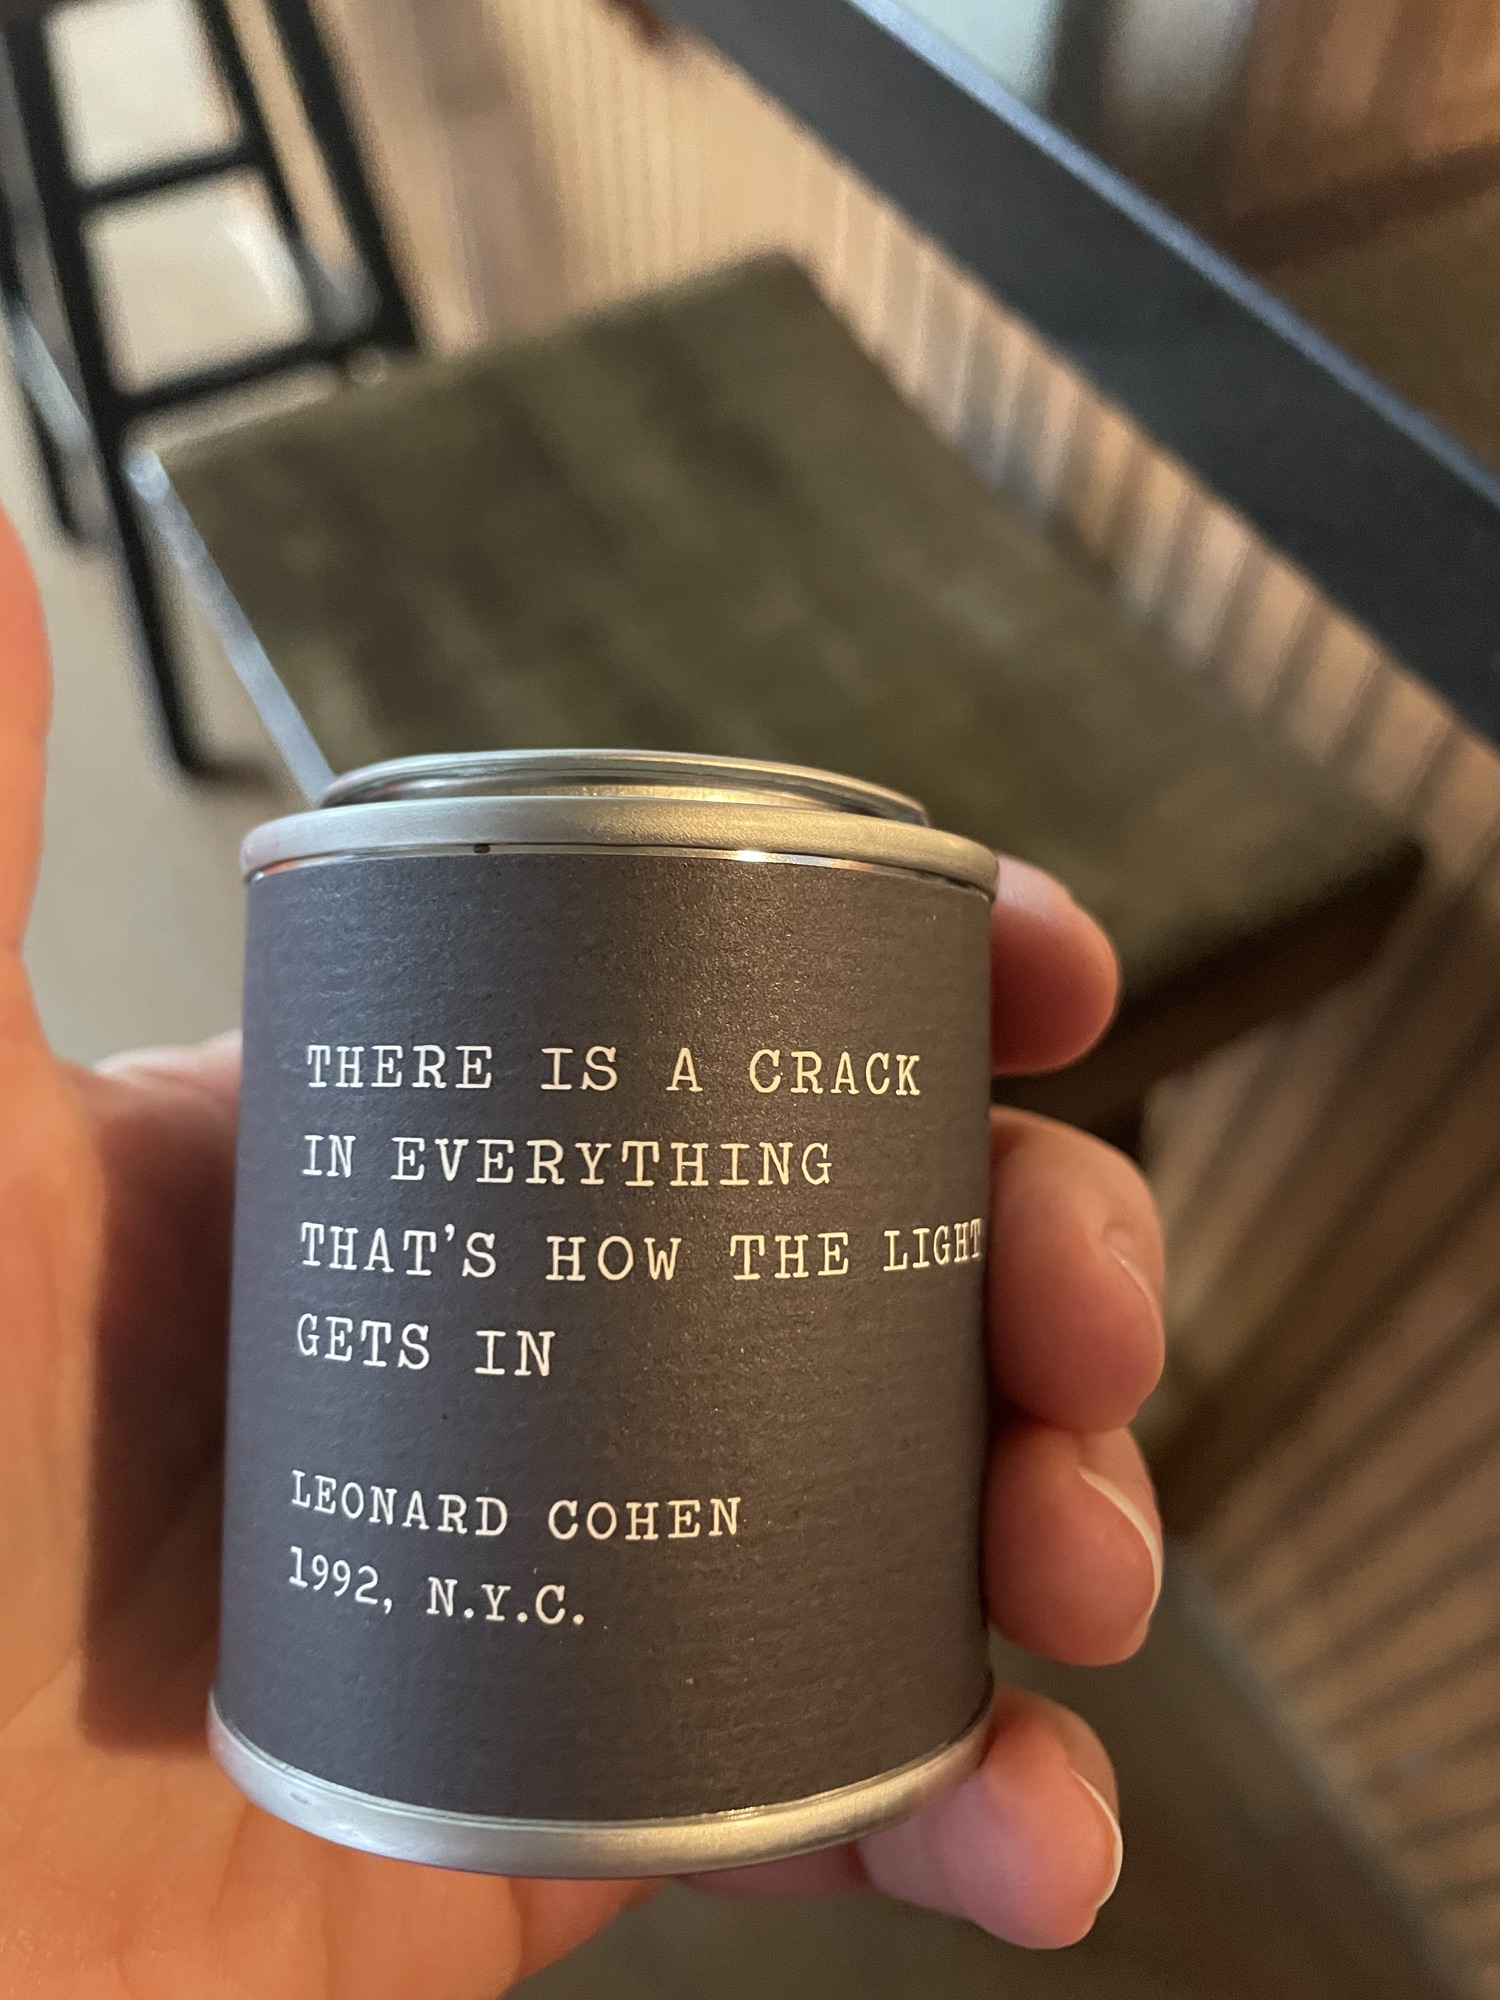 THERE IS A CRACK
IN EVERYTHING
THAT'S HOW THE LIGHT
GETS IN
LEONARD COHEN
1992, N.Y.C.